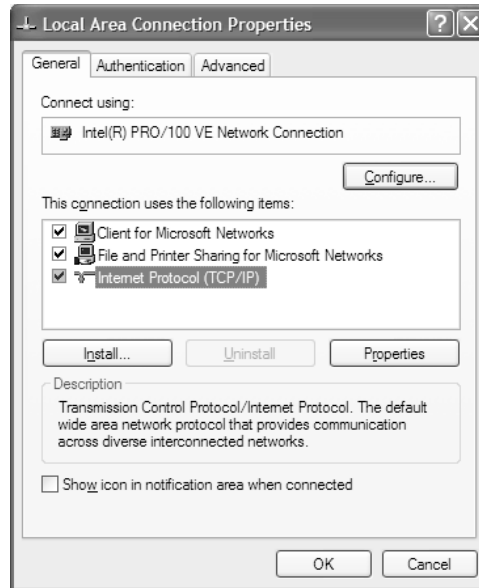 Local Area Connection Properties
General Authentication Advanced
Connect using:
Intel(R) PRO/100 VE Network Connection
Configure...
This connection uses the following items:
Client for Microsoft Networks
File and Printer Sharing for Microsoft Networks
Internet Protocol (TCP/IP)
Install... Uninstall Properties
Description
Transmission Control Protocol/Internet Protocol. The default
wide area network protocol that provides communication
across diverse interconnected networks.
Show icon in notification area when connected
OK Cancel